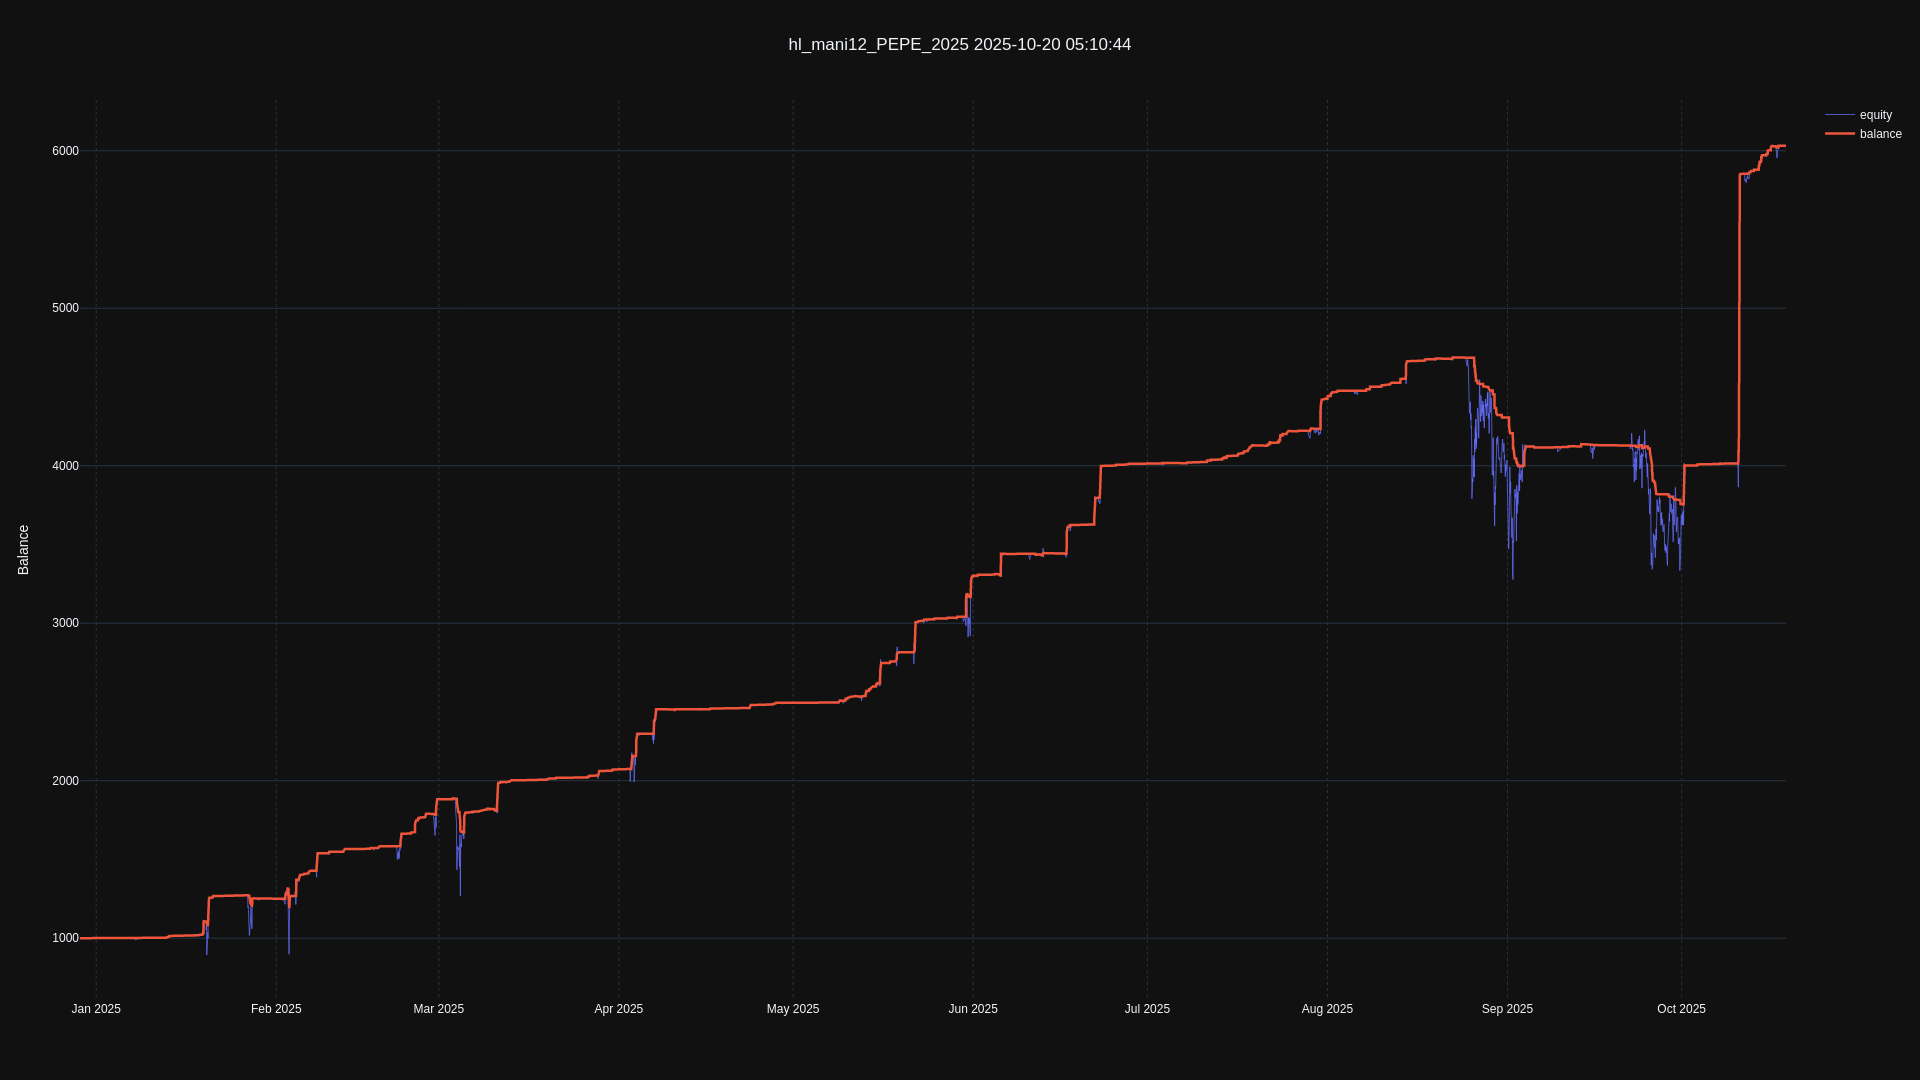 hl_mani12_PEPE_2025 2025-10-20 05:10:44
equity
balance
6000
5000
4000
3000
2000
1000
Balance
Jan 2025
Feb 2025
Mar 2025
Apr 2025
May 2025
Jun 2025
Jul 2025
Aug 2025
Sep 2025
Oct 2025